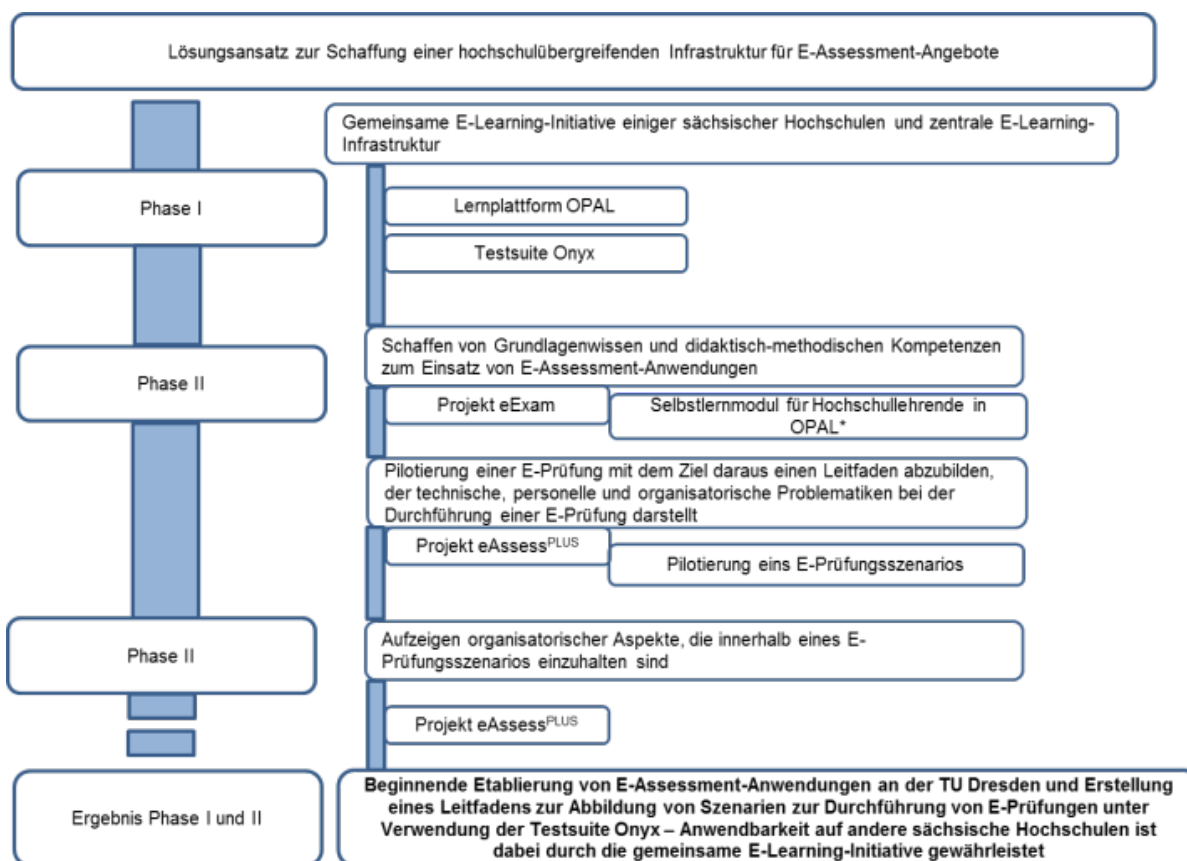 Lösungsansatz zur Schaffung einer hochschulübergreifenden Infrastruktur für E-Assessment-Angebote
Gemeinsame E-Learning-Initiative einiger sächsischer Hochschulen und zentrale E-Learning-
Infrastruktur
Phase I
Lernplattform OPAL
Testsuite Onyx
Phase II
Schaffen von Grundlagenwissen und didaktisch-methodischen Kompetenzen
zum Einsatz von E-Assessment-Anwendungen
Projekt eExam
Selbstlernmodul für Hochschullehrende in
OPAL*
Pilotierung einer E-Prüfung mit dem Ziel daraus einen Leitfaden abzubilden,
der technische, personelle und organisatorische Problematiken bei der
Durchführung einer E-Prüfung darstellt
Projekt eAssessPLUS
Pilotierung eins E-Prüfungsszenarios
Phase II
Aufzeigen organisatorischer Aspekte, die innerhalb eines E-
Prüfungsszenarios einzuhalten sind
Projekt eAssessPLUS
Ergebnis Phase I und II
Beginnende Etablierung von E-Assessment-Anwendungen an der TU Dresden und Erstellung
eines Leitfadens zur Abbildung von Szenarien zur Durchführung von E-Prüfungen unter
Verwendung der Testsuite Onyx – Anwendbarkeit auf andere sächsische Hochschulen ist
dabei durch die gemeinsame E-Learning-Initiative gewährleistet